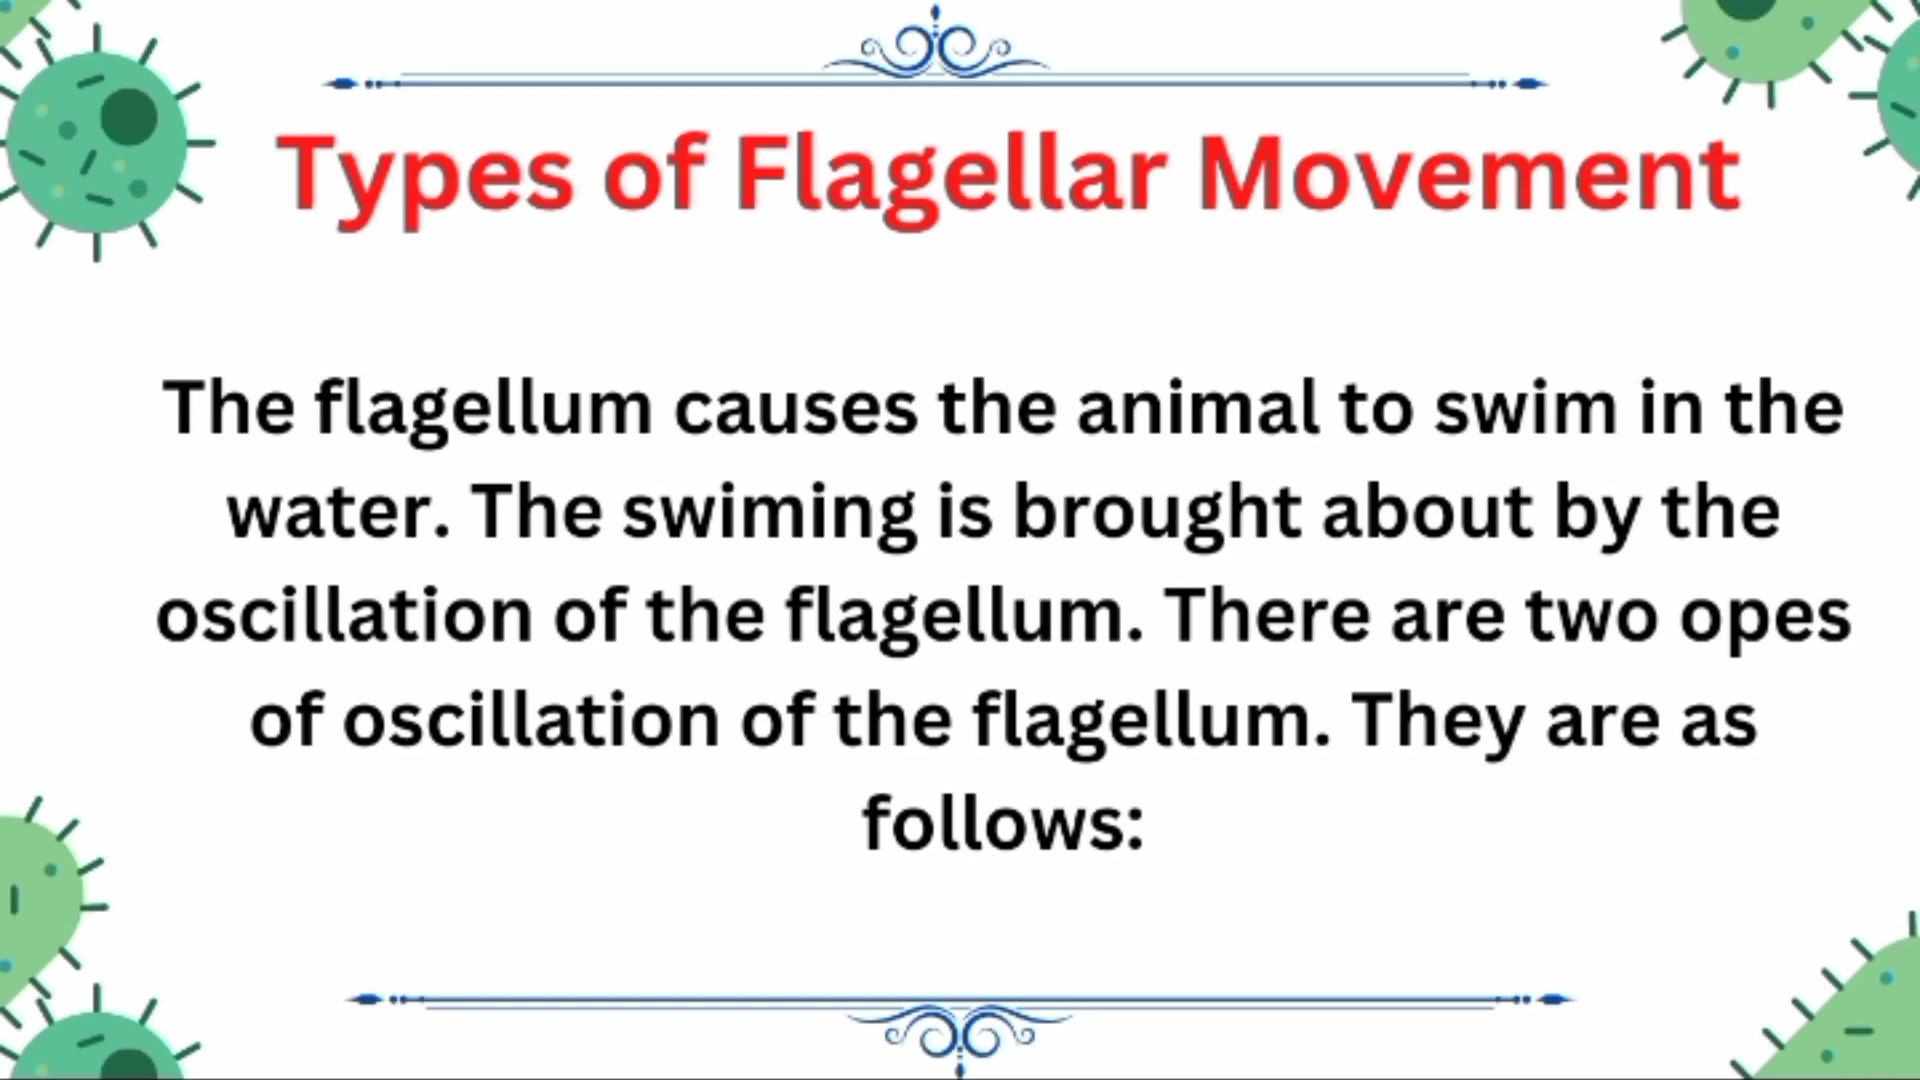 Types of Flagellar Movement
The flagellum causes the animal to swim in the
water. The swiming is brought about by the
oscillation of the flagellum. There are two opes
of oscillation of the flagellum. They are as
follows: